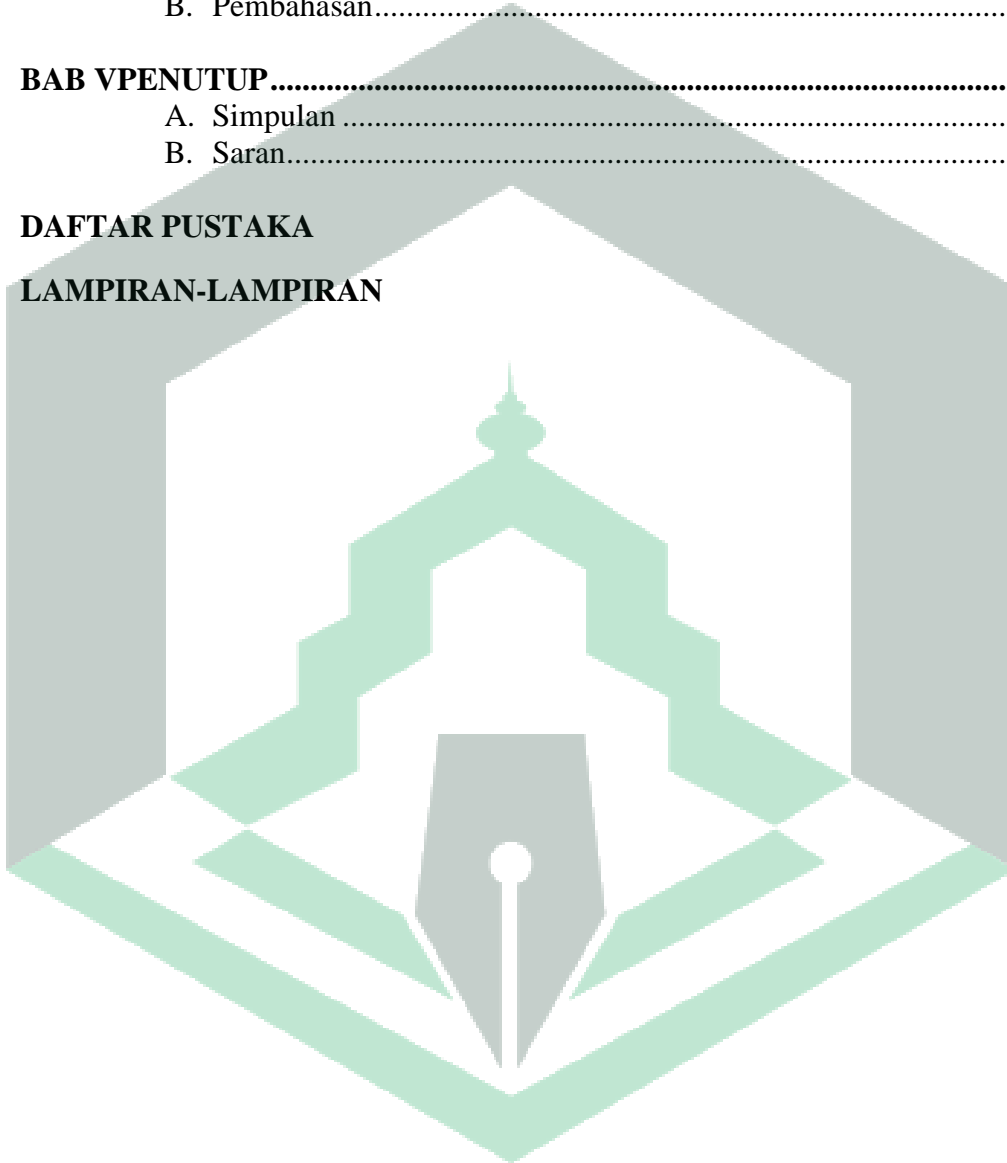 B. Pembahasan................................................................................
BAB VPENUTUP............................................................................................
A. Simpulan ...................................................................................
B. Saran..........................................................................................
DAFTAR PUSTAKA
LAMPIRAN-LAMPIRAN